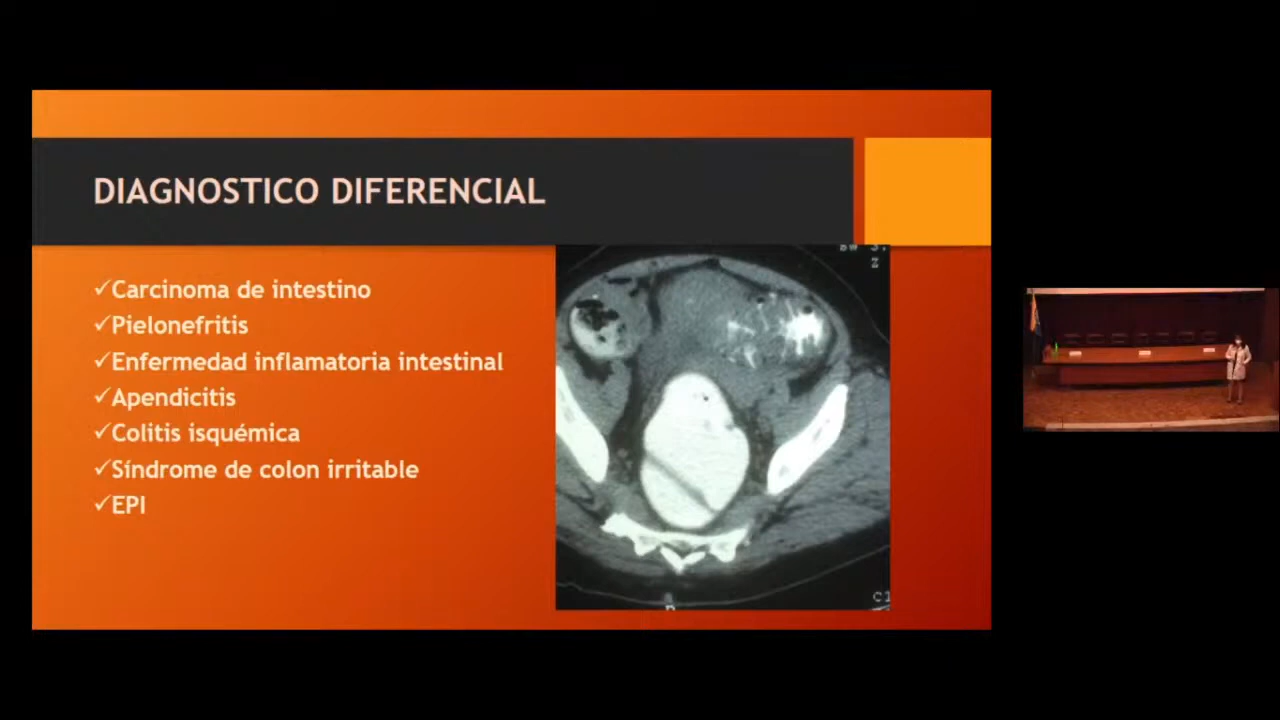 DIAGNOSTICO DIFERENCIAL
✓Carcinoma de intestino
✓Pielonefritis
✓Enfermedad inflamatoria intestinal
✓Apendicitis
✓Colitis isquémica
✓Síndrome de colon irritable
✓EPI